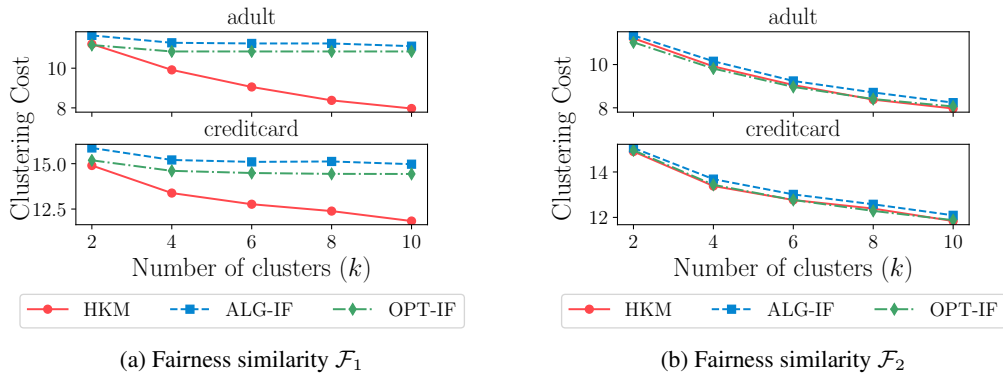 adult
10
8
creditcard
15.0
12.5
Clustering Cost
2 4 6 8 10
Number of clusters (k)
HKM ALG-IF OPT-IF
(a) Fairness similarity F₁
adult
10
8
creditcard
14
12
Clustering Cost
2 4 6 8 10
Number of clusters (k)
HKM ALG-IF OPT-IF
(b) Fairness similarity F₂